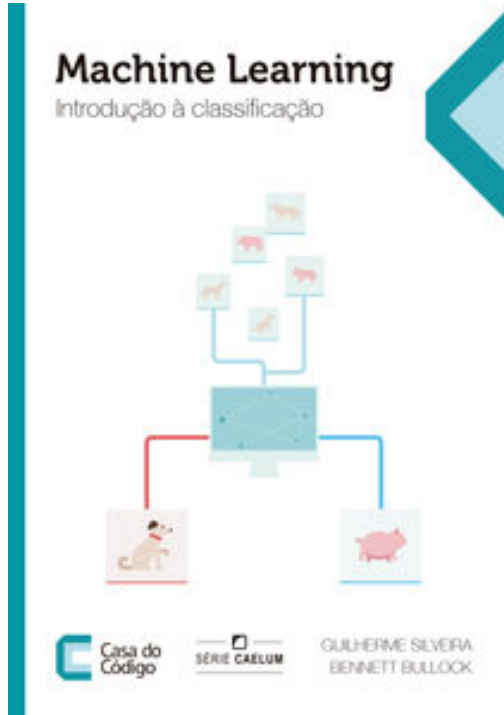 Machine Learning
Introdução à classificação
Casa do
Código
SÉRIE CAELUM
GUILHERME SILVEIRA
BENNETT BULLOCK